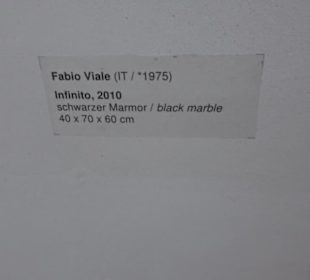 Fabio Viale (IT / *1975)
Infinito, 2010
schwarzer Marmor / black marble
40 x 70 x 60 cm